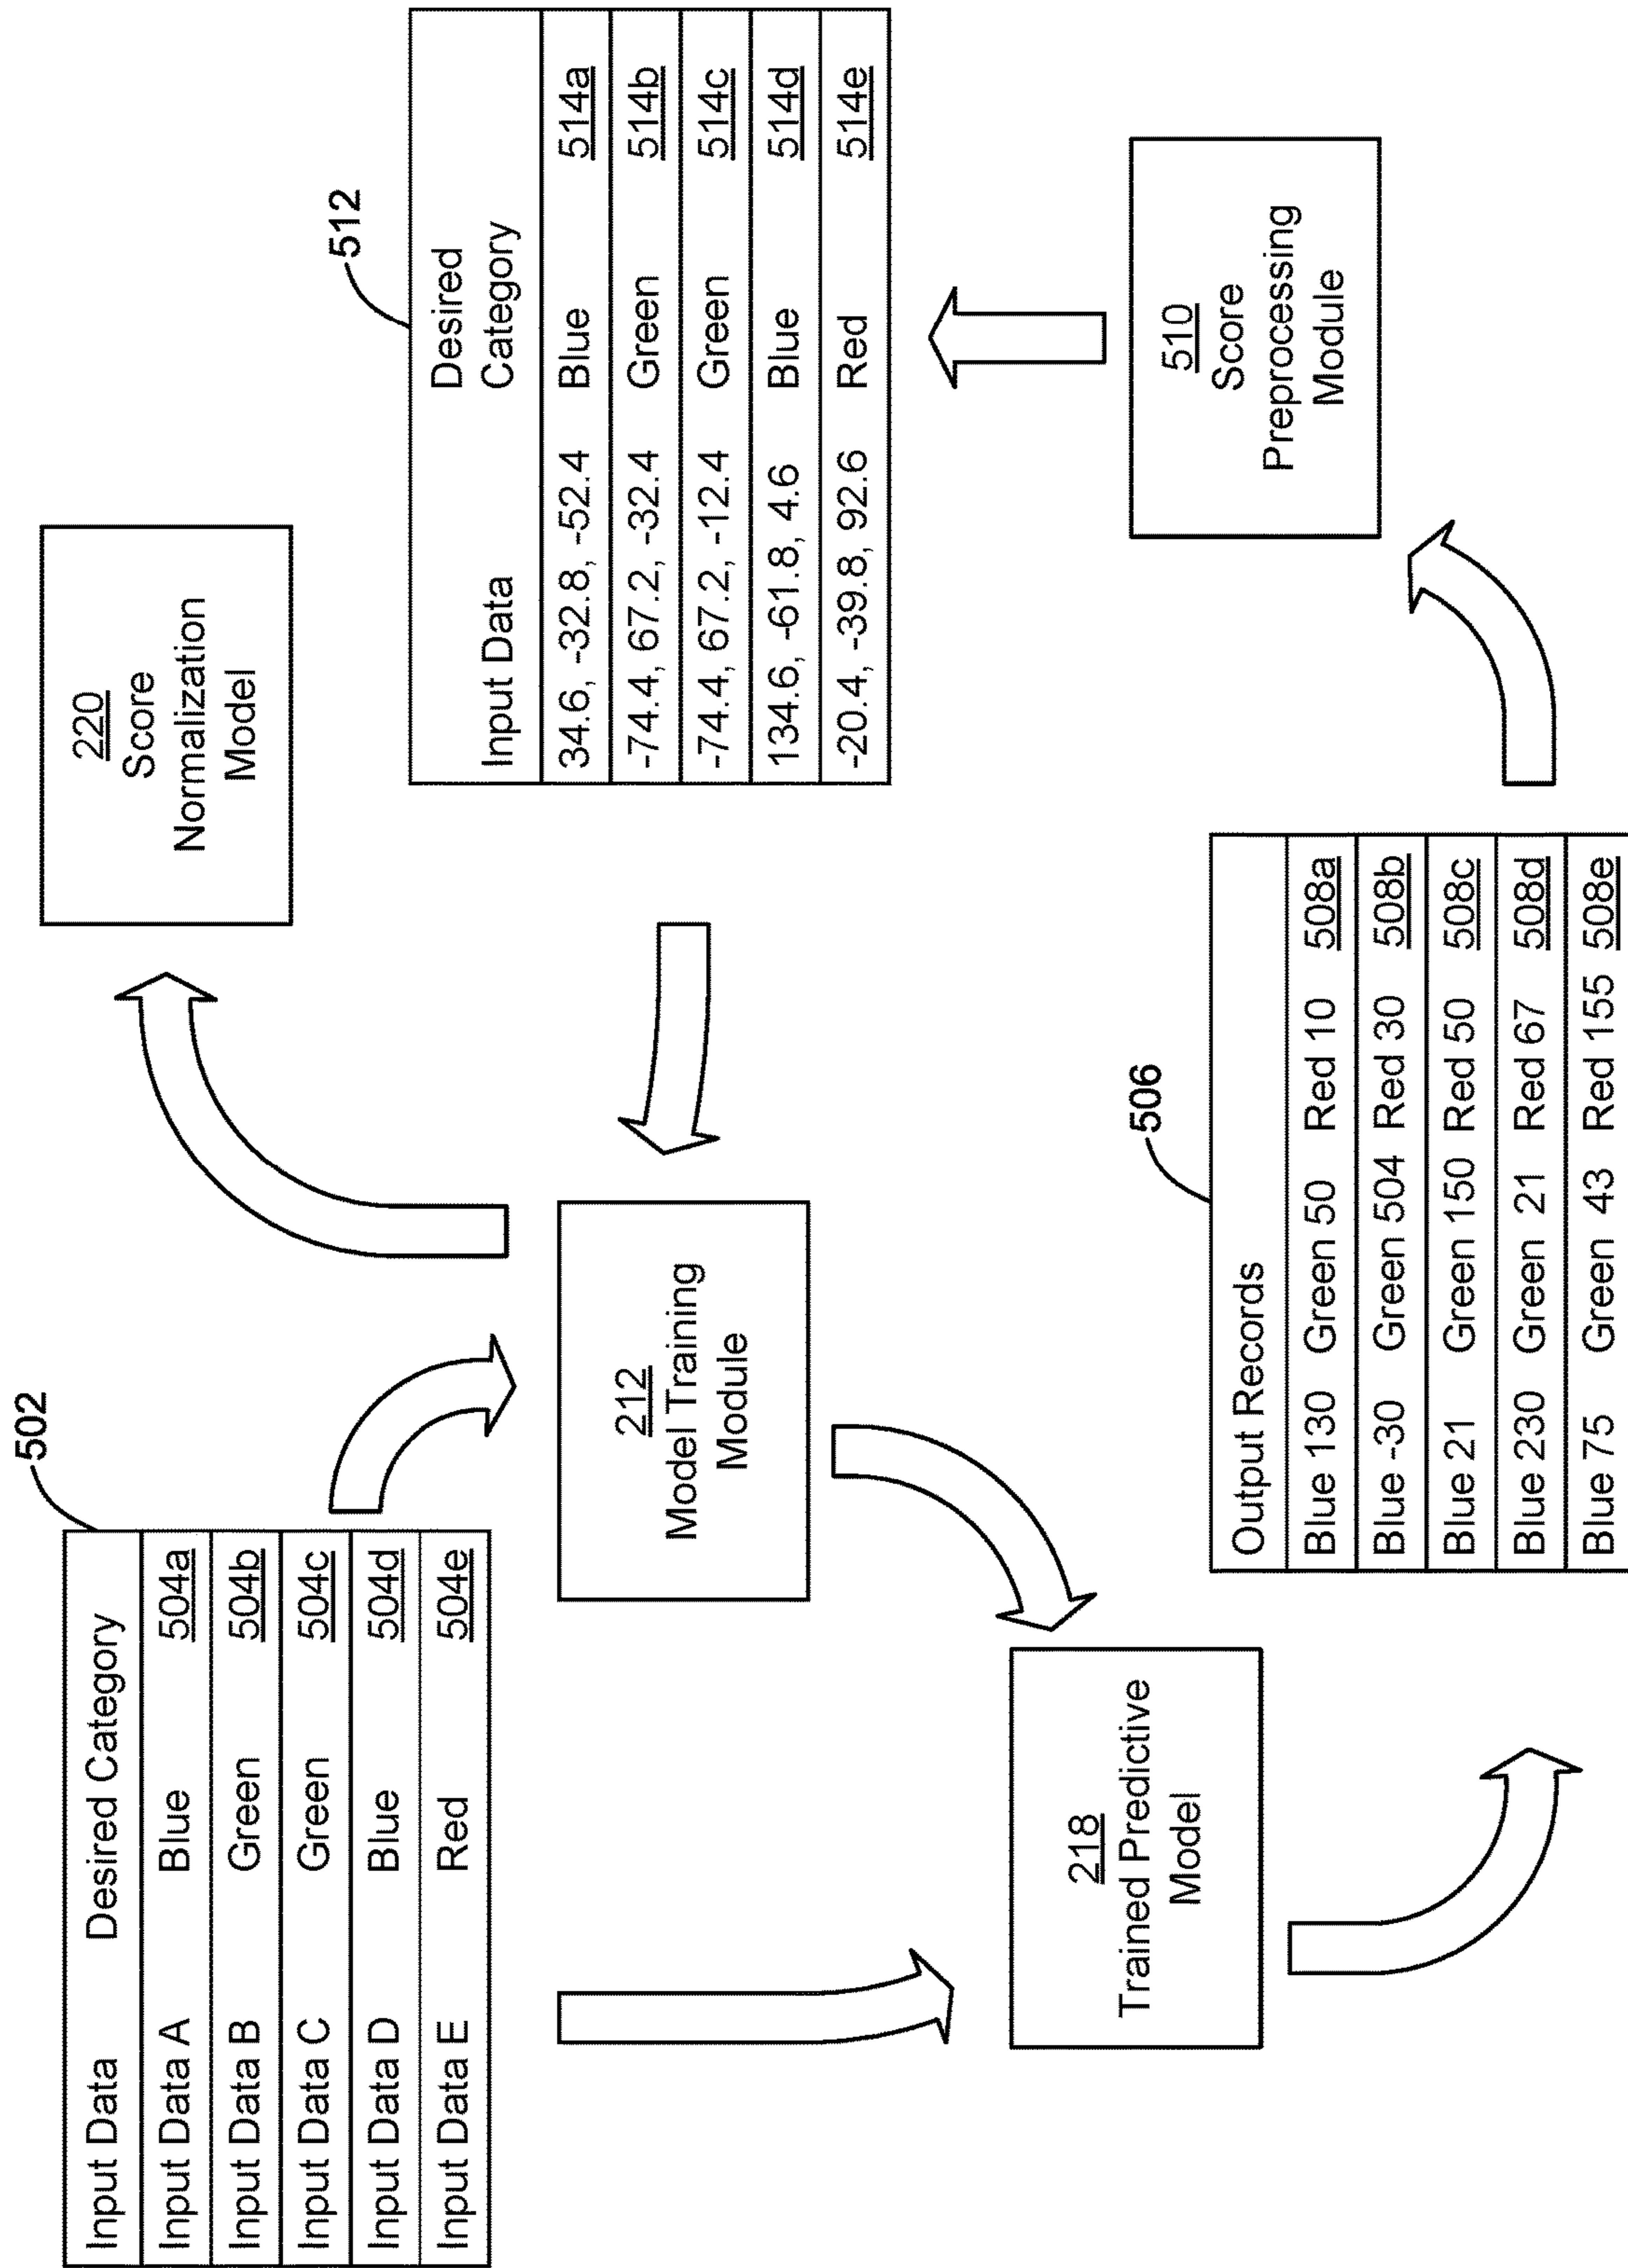 502
Input Data Desired Category
Input Data A Blue 504a
Input Data B Green 504b
Input Data C Green 504c
Input Data D Blue 504d
Input Data E Red 504e
220
Score
Normalization
Model
212
Model Training
Module
512
Input Data Desired
Category
34.6, -32.8, -52.4 Blue 514a
-74.4, 67.2, -32.4 Green 514b
-74.4, 67.2, -12.4 Green 514c
134.6, -61.8, 4.6 Blue 514d
-20.4, -39.8, 92.6 Red 514e
218
Trained Predictive
Model
506
Output Records
Blue 130 Green 50 Red 10 508a
Blue -30 Green 504 Red 30 508b
Blue 21 Green 150 Red 50 508c
Blue 230 Green 21 Red 67 508d
Blue 75 Green 43 Red 155 508e
510
Score
Preprocessing
Module